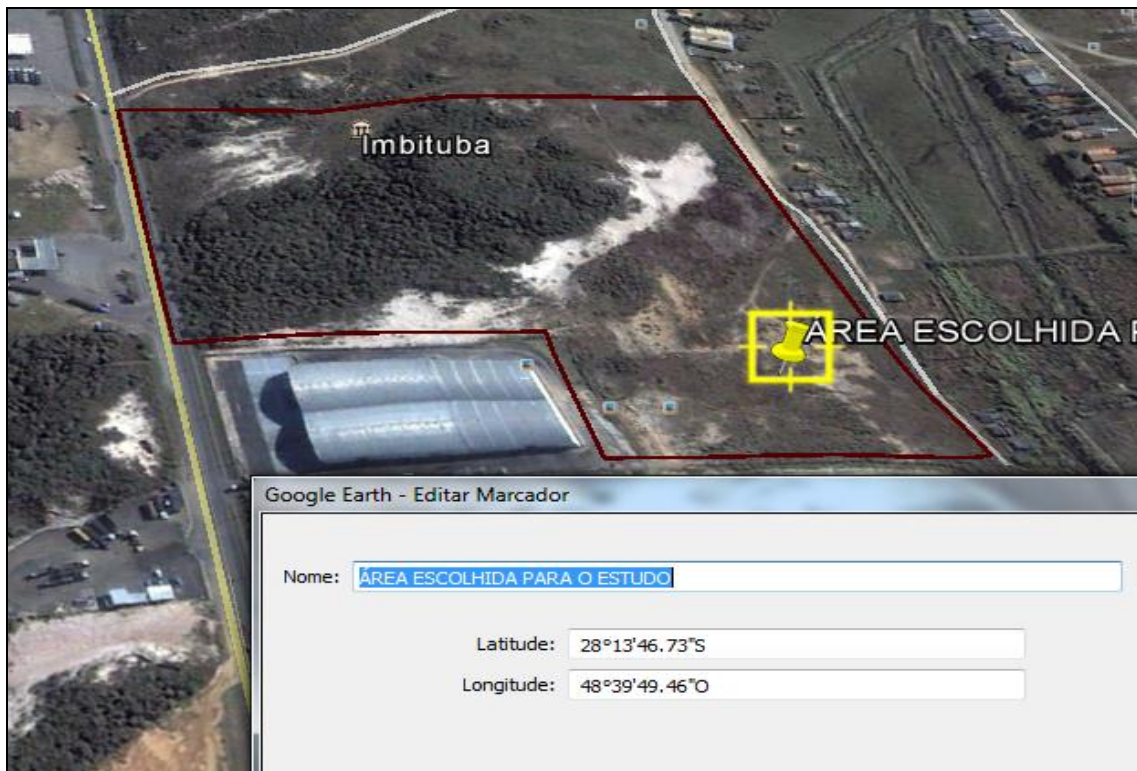 Imbituba
ÁREA ESCOLHIDA P
Google Earth - Editar Marcador
Nome: ÁREA ESCOLHIDA PARA O ESTUDO
Latitude: 28°13'46.73"S
Longitude: 48°39'49.46"O